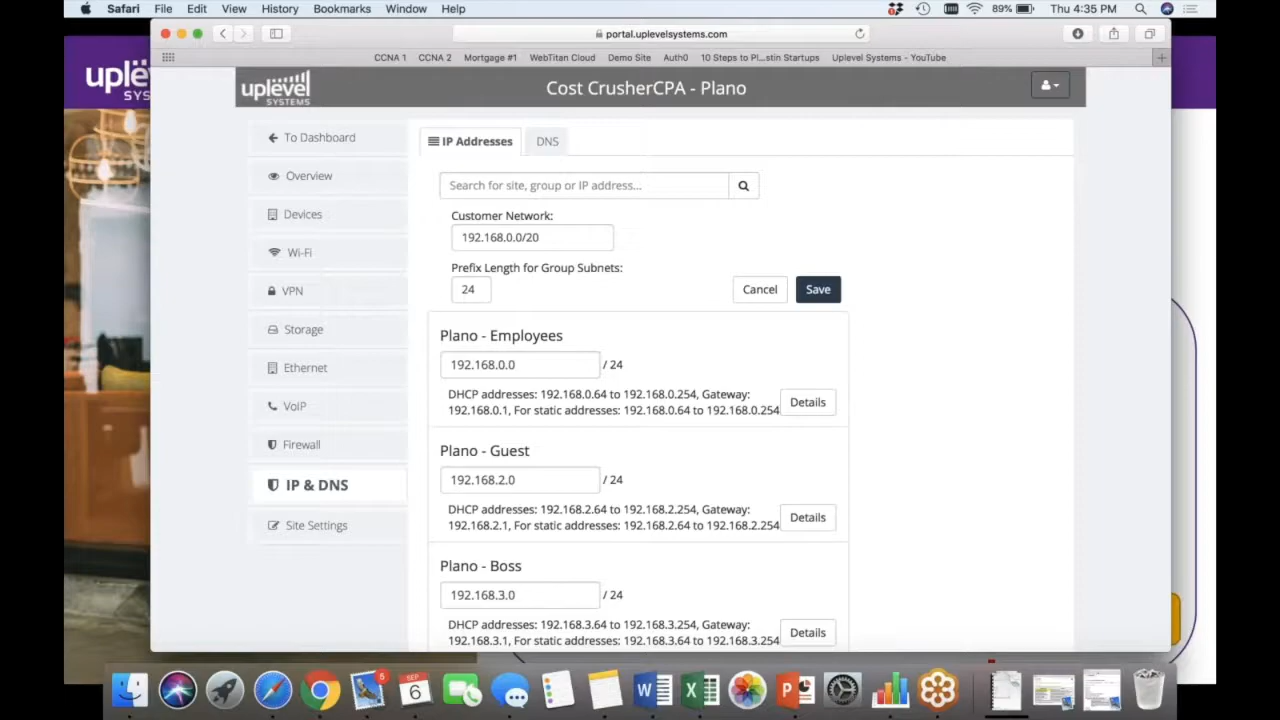 Safari File Edit View History Bookmarks Window Help 89% Thu 4:35 PM
portal.uplevelsystems.com
CCNA 1 CCNA 2 Mortgage #1 WebTitan Cloud Demo Site Auth0 10 Steps to Pl...stin Startups Uplevel Systems - YouTube
uplë
SYS
uplevel
SYSTEMS
Cost CrusherCPA - Plano
To Dashboard
Overview
Devices
Wi-Fi
VPN
Storage
Ethernet
VoIP
Firewall
IP & DNS
Site Settings
IP Addresses DNS
Search for site, group or IP address...
Customer Network:
192.168.0.0/20
Prefix Length for Group Subnets:
24 Cancel Save
Plano - Employees
192.168.0.0 / 24
DHCP addresses: 192.168.0.64 to 192.168.0.254, Gateway:
192.168.0.1, For static addresses: 192.168.0.64 to 192.168.0.254
Details
Plano - Guest
192.168.2.0 / 24
DHCP addresses: 192.168.2.64 to 192.168.2.254, Gateway:
192.168.2.1, For static addresses: 192.168.2.64 to 192.168.2.254
Details
Plano - Boss
192.168.3.0 / 24
DHCP addresses: 192.168.3.64 to 192.168.3.254, Gateway:
192.168.3.1, For static addresses: 192.168.3.64 to 192.168.3.254
Details
5
SEP
6
W
X
P